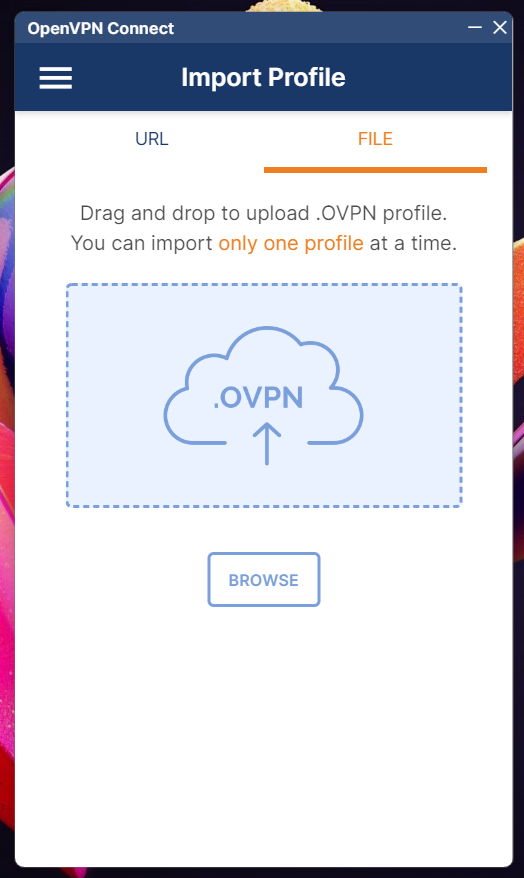 OpenVPN Connect
Import Profile
URL
FILE
Drag and drop to upload .OVPN profile.
You can import only one profile at a time.
.OVPN
BROWSE